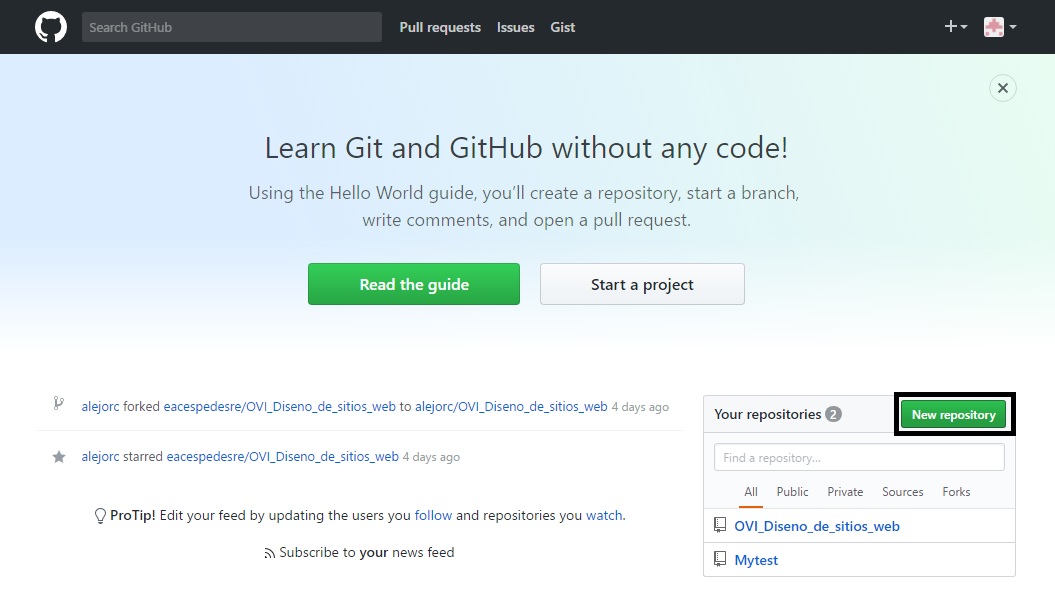 Search GitHub Pull requests Issues Gist
Learn Git and GitHub without any code!
Using the Hello World guide, you'll create a repository, start a branch,
write comments, and open a pull request.
Read the guide Start a project
alejorc forked eacespedesre/OVI_Diseno_de_sitios_web to alejorc/OVI_Diseno_de_sitios_web 4 days ago
alejorc starred eacespedesre/OVI_Diseno_de_sitios_web 4 days ago
ProTip! Edit your feed by updating the users you follow and repositories you watch.
Subscribe to your news feed
Your repositories 2 New repository
Find a repository...
All Public Private Sources Forks
OVI_Diseno_de_sitios_web
Mytest